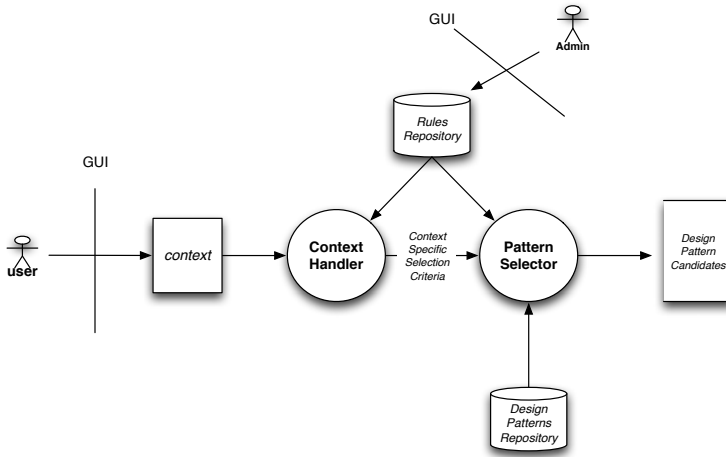 GUI
Admin
Rules
Repository
GUI
user
context
Context
Handler
Context
Specific
Selection
Criteria
Pattern
Selector
Design
Pattern
Candidates
Design
Patterns
Repository